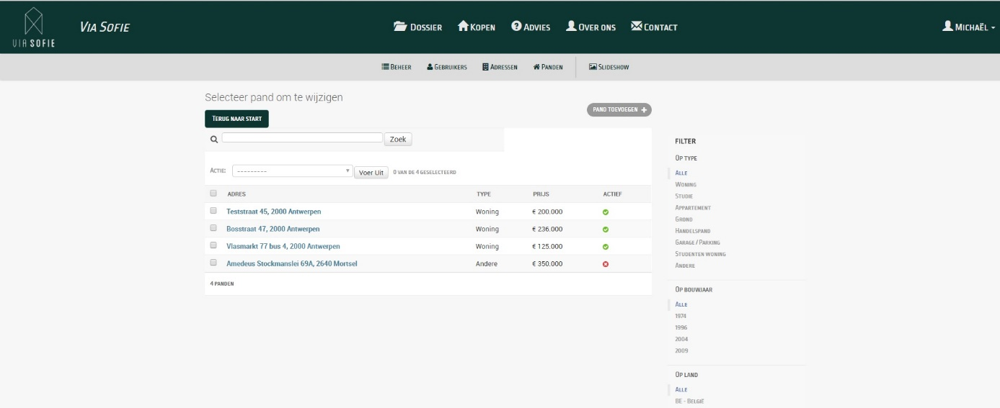 VIA SOFIE
Via Sofie
Dossier Kopen Advies Over ons Contact
Michaël
Beheer Gebruikers Adressen Panden Slideshow
Selecteer pand om te wijzigen
Terug naar start
PAND TOEVOEGEN +
Zoek
Actie: --------- Voer Uit 0 van de 4 geselecteerd
ADRES TYPE PRIJS ACTIEF
Teststraat 45, 2000 Antwerpen Woning € 200.000
Bosstraat 47, 2000 Antwerpen Woning € 236.000
Vlasmarkt 77 bus 4, 2000 Antwerpen Woning € 125.000
Amedeus Stockmanslei 69A, 2640 Mortsel Andere € 350.000
4 panden
FILTER
Op type
Alle
Woning
Studie
Appartement
Grond
Handelspand
Garage / Parking
Studenten woning
Andere
Op bouwjaar
Alle
1974
1996
2004
2009
Op land
Alle
BE - België